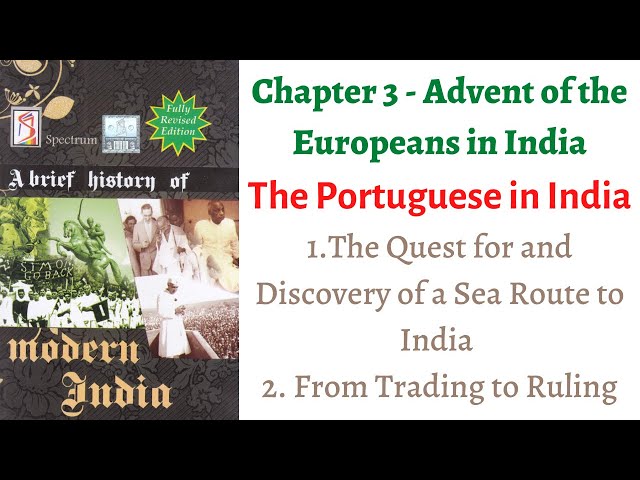 Fully
Revised
Edition
Spectrum
A brief history of
SIMON
GO BACK
modern
India
Chapter 3 - Advent of the
Europeans in India
The Portuguese in India
1.The Quest for and
Discovery of a Sea Route to
India
2. From Trading to Ruling